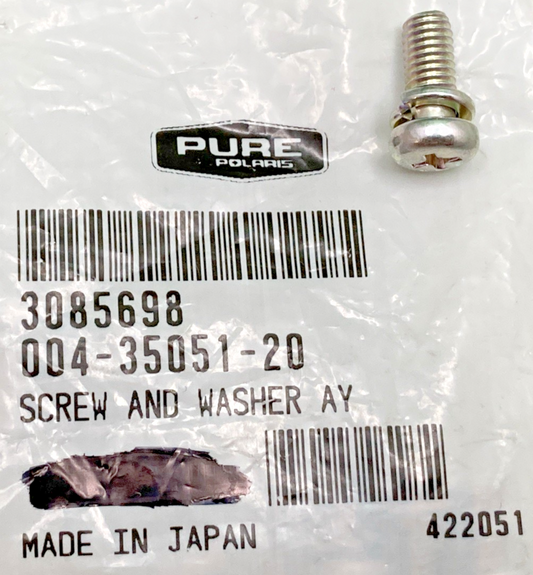 PURE
POLARIS
3085698
004-35051-20
SCREW AND WASHER AY
MADE IN JAPAN
422051